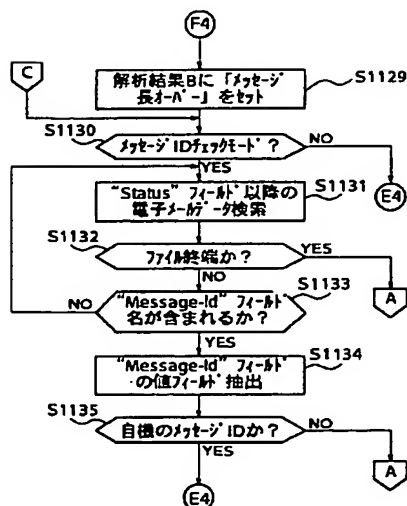 F4
C
解析結果Bに「メッセージ
長オーバー」をセット
S1129
S1130
メッセージIDチェックモード?
NO
YES
E4
“Status” フィールド以降の
電子メールデータ検索
S1131
S1132
ファイル終端か?
YES
A
NO
S1133
NO
“Message-Id” フィールド
名が含まれるか?
YES
“Message-Id” フィールド
の値フィールド抽出
S1134
S1135
自機のメッセージIDか?
NO
YES
A
E4